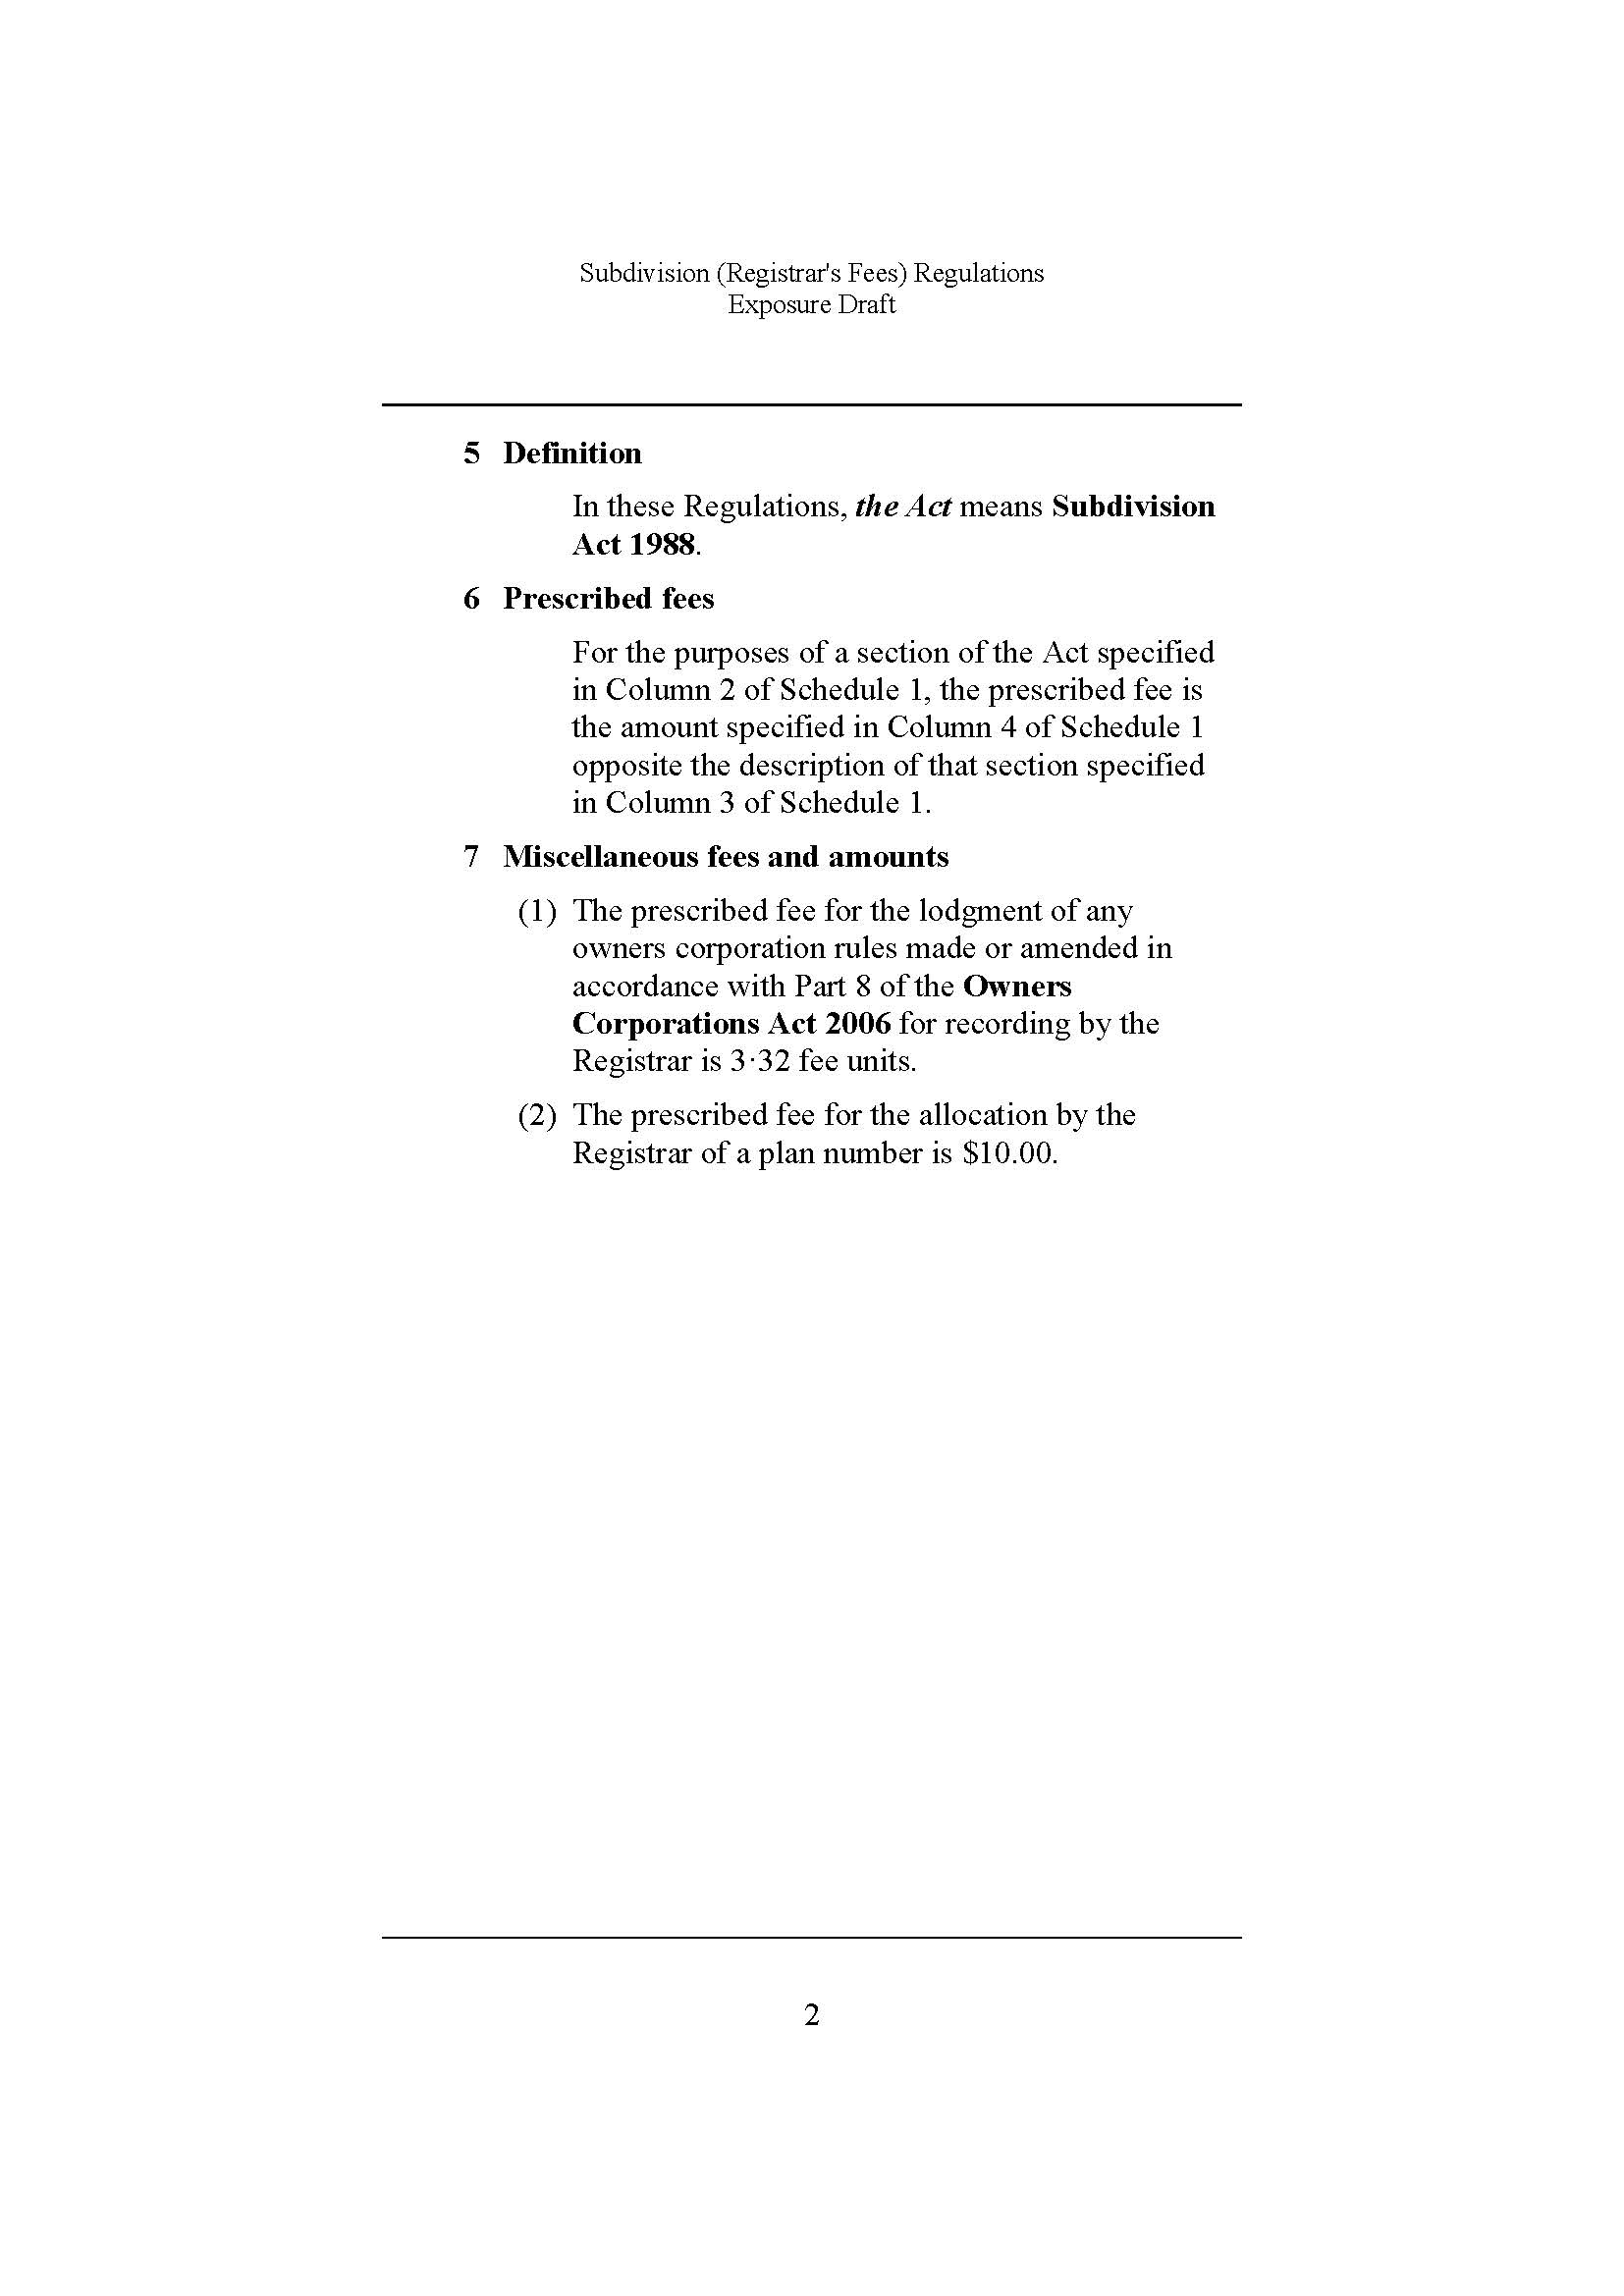 Subdivision (Registrar's Fees) Regulations
Exposure Draft
5 Definition
In these Regulations, the Act means Subdivision
Act 1988.
6 Prescribed fees
For the purposes of a section of the Act specified
in Column 2 of Schedule 1, the prescribed fee is
the amount specified in Column 4 of Schedule 1
opposite the description of that section specified
in Column 3 of Schedule 1.
7 Miscellaneous fees and amounts
(1) The prescribed fee for the lodgment of any
owners corporation rules made or amended in
accordance with Part 8 of the Owners
Corporations Act 2006 for recording by the
Registrar is 3·32 fee units.
(2) The prescribed fee for the allocation by the
Registrar of a plan number is $10.00.
2